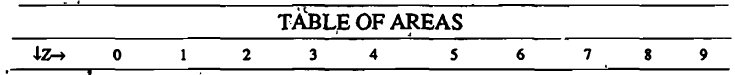 TABLE OF AREAS
↓Z→ 0 1 2 3 4 5 6 7 8 9